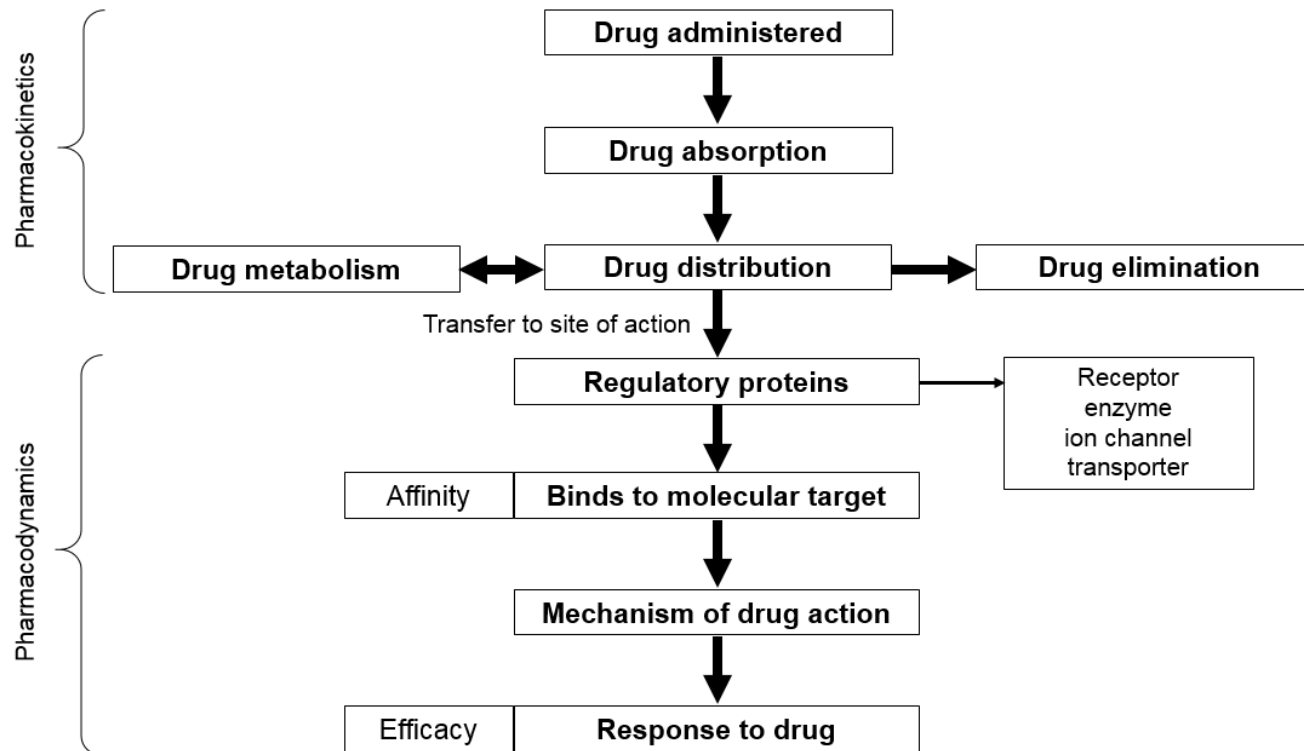 Pharmacokinetics
Drug administered
Drug absorption
Drug metabolism
Drug distribution
Drug elimination
Transfer to site of action
Pharmacodynamics
Regulatory proteins
Receptor
enzyme
ion channel
transporter
Affinity
Binds to molecular target
Mechanism of drug action
Efficacy
Response to drug